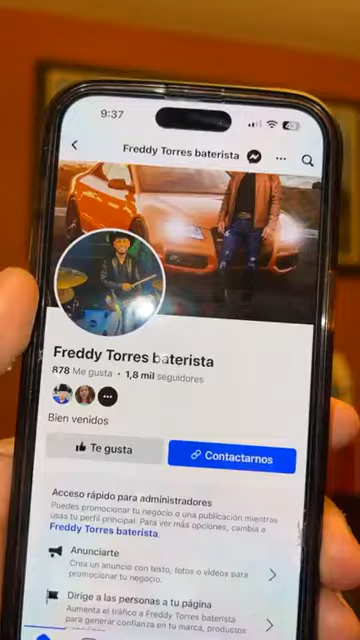 9:37
43
Freddy Torres baterista
Freddy Torres baterista
878 Me gusta • 1,8 mil seguidores
Bien venidos
Te gusta
Contactarnos
Acceso rápido para administradores
Puedes promocionar tu negocio o una publicación mientras
usas tu perfil principal. Para ver más opciones, cambia a
Freddy Torres baterista.
Anunciarte
Crea un anuncio con texto, fotos o videos para
promocionar tu negocio.
Dirige a las personas a tu página
Aumenta el tráfico a Freddy Torres baterista
para generar confianza en tu marca, productos